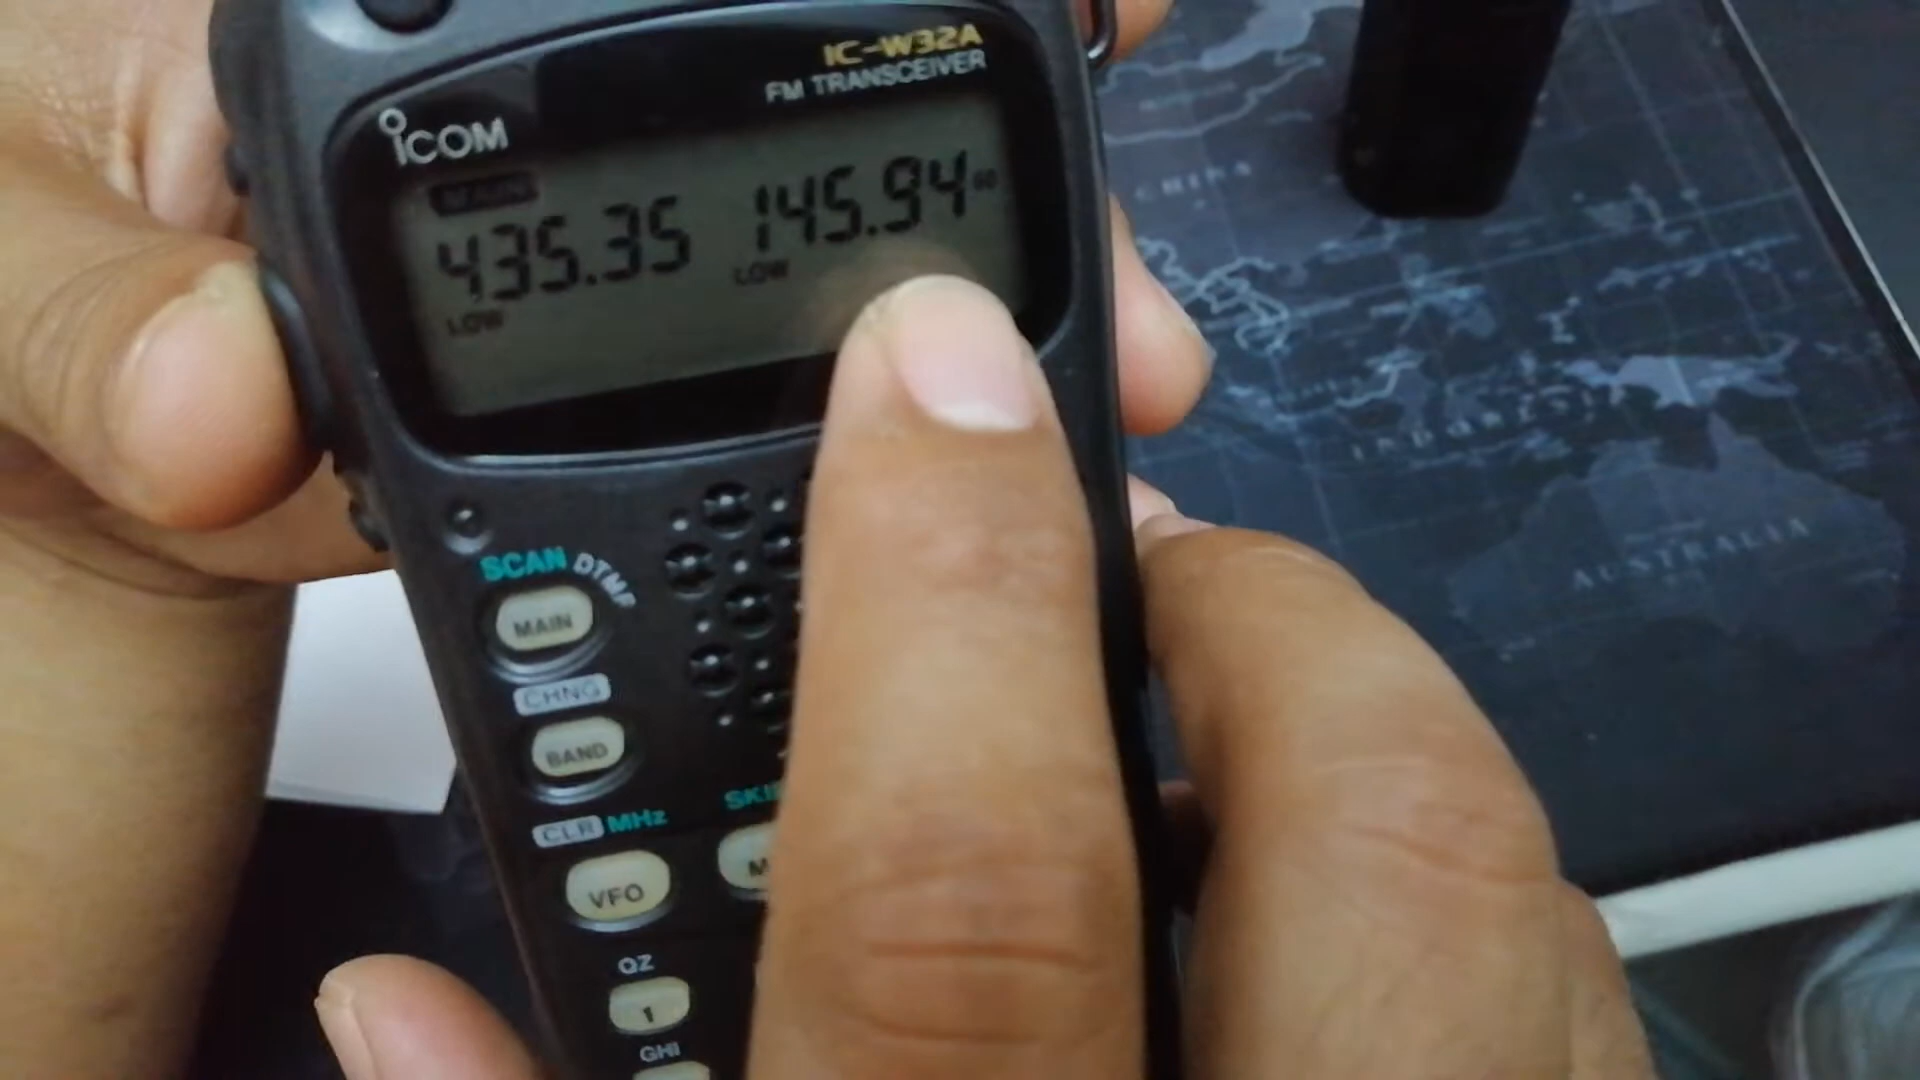 IC-W32A
FM TRANSCEIVER
ICOM
MAIN
435.35 145.94
LOW LOW
SCAN DTMF
MAIN
CHNG
BAND
CLR MHz
VFO
QZ
1
GHI
CHINA
INDONESIA
AUSTRALIA